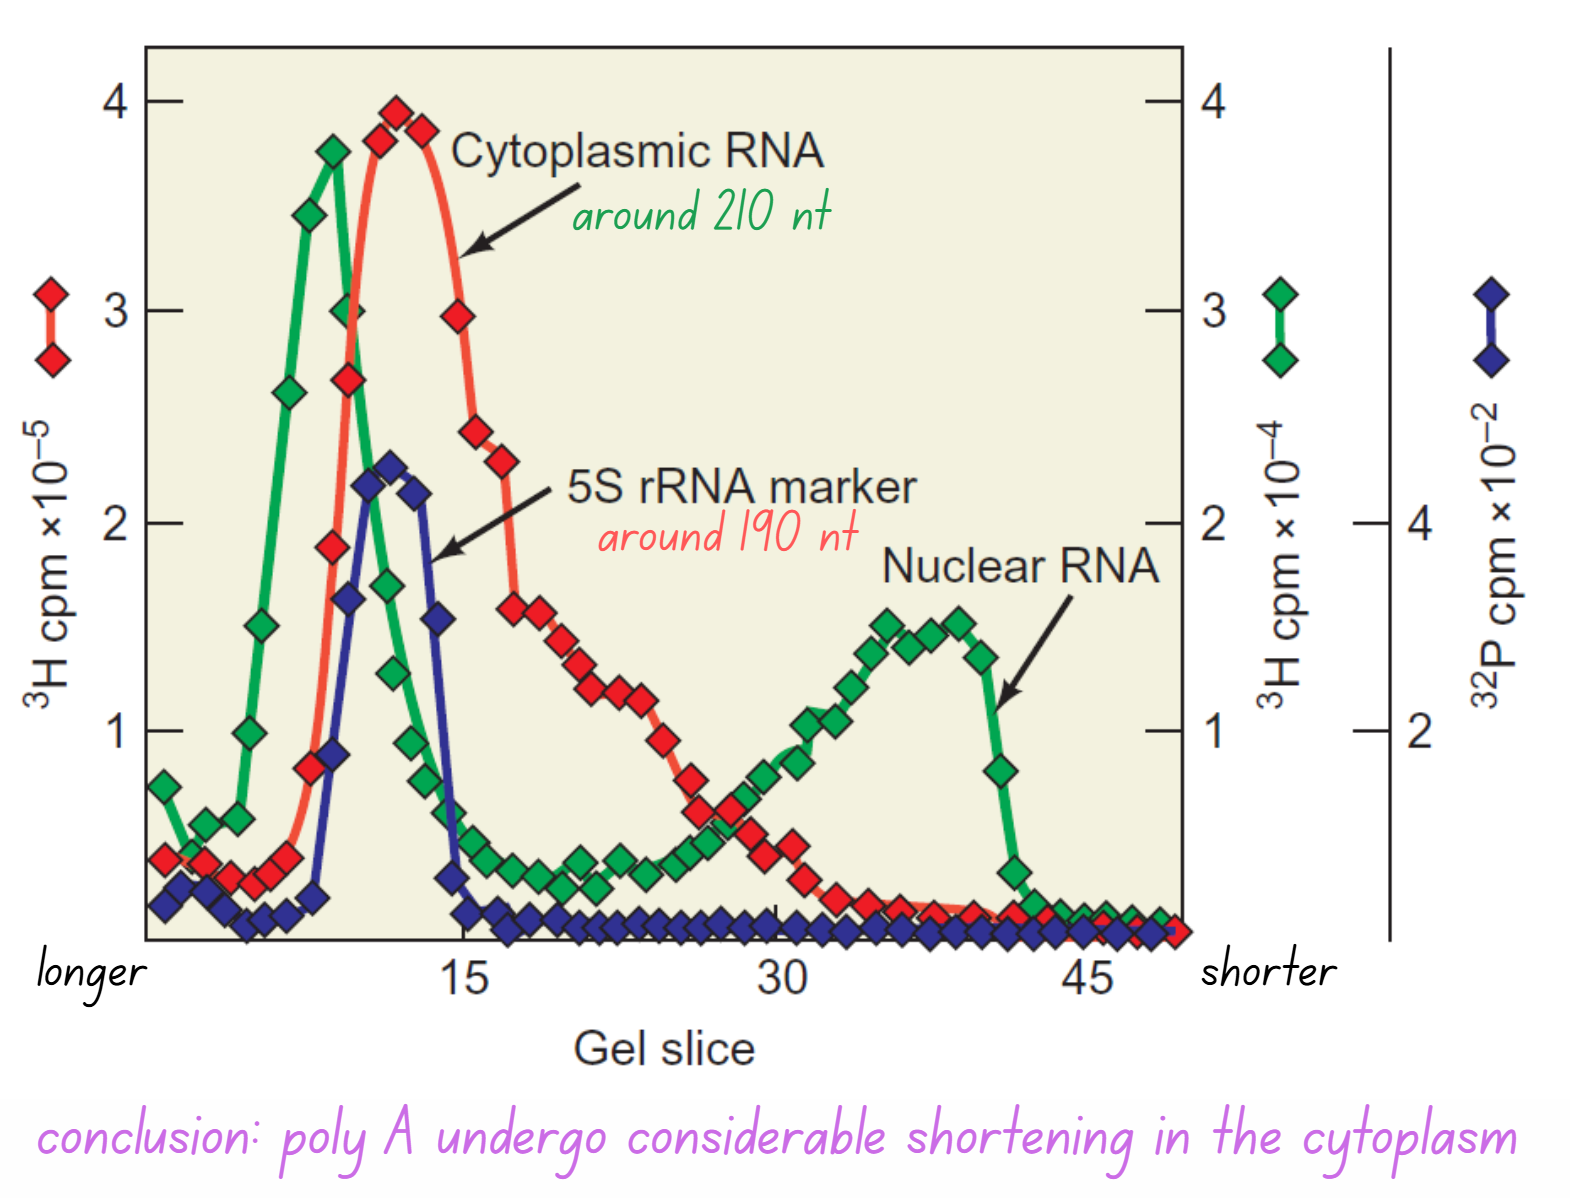 4
4
Cytoplasmic RNA
around 210 nt
3
3
5S rRNA marker
around 190 nt
2
2
4
Nuclear RNA
1
1
2
³H cpm ×10⁻⁵
³H cpm ×10⁻⁴
³²P cpm ×10⁻²
longer
15
30
45
shorter
Gel slice
conclusion: poly A undergo considerable shortening in the cytoplasm